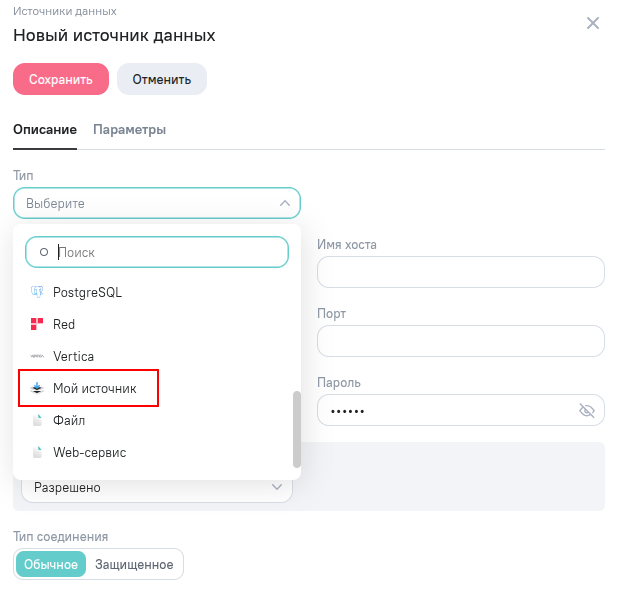 Источники данных
Новый источник данных
Сохранить
Отменить
Описание
Параметры
Тип
Выберите
Поиск
PostgreSQL
Red
Vertica
Мой источник
Файл
Web-сервис
Имя хоста
Порт
Пароль
••••••
Разрешено
Тип соединения
Обычное
Защищенное